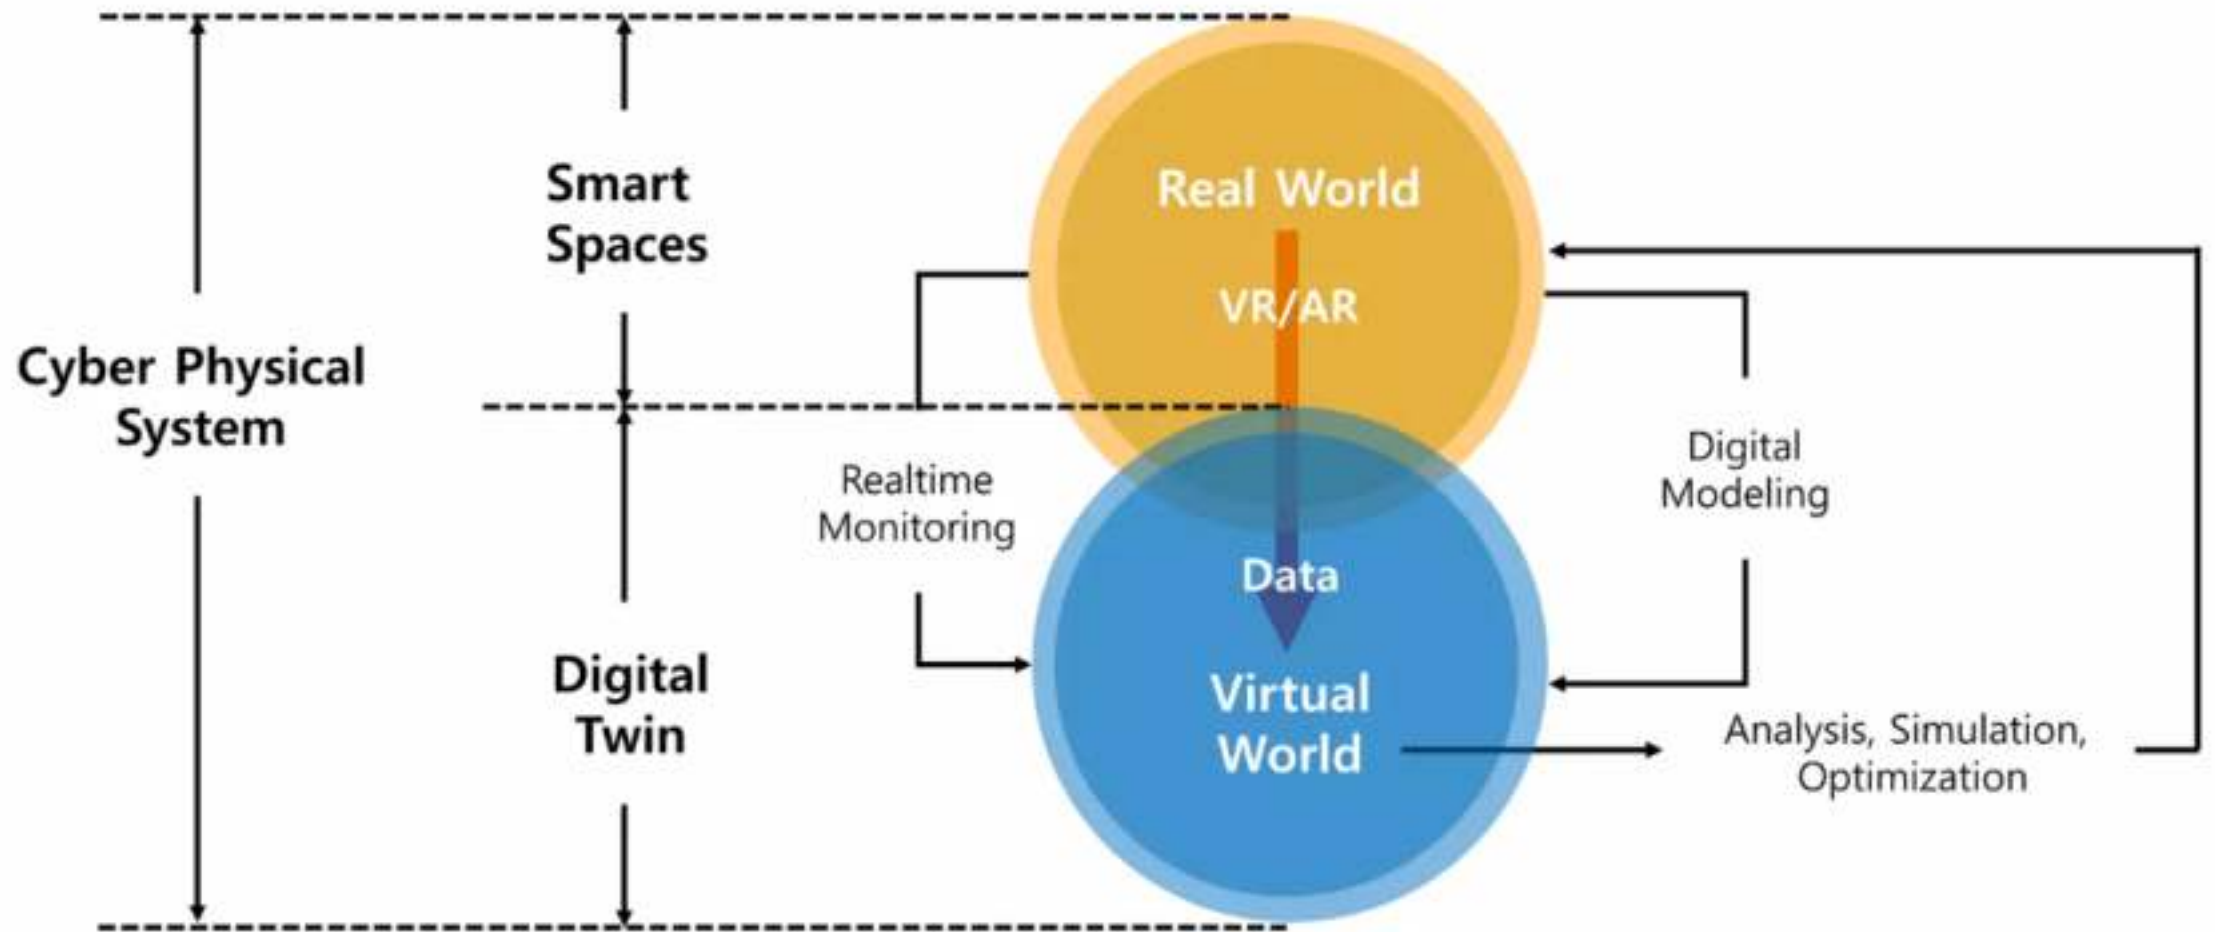 Smart
Spaces
Real World
VR/AR
Cyber Physical
System
Digital
Modeling
Realtime
Monitoring
Data
Digital
Twin
Virtual
World
Analysis, Simulation,
Optimization